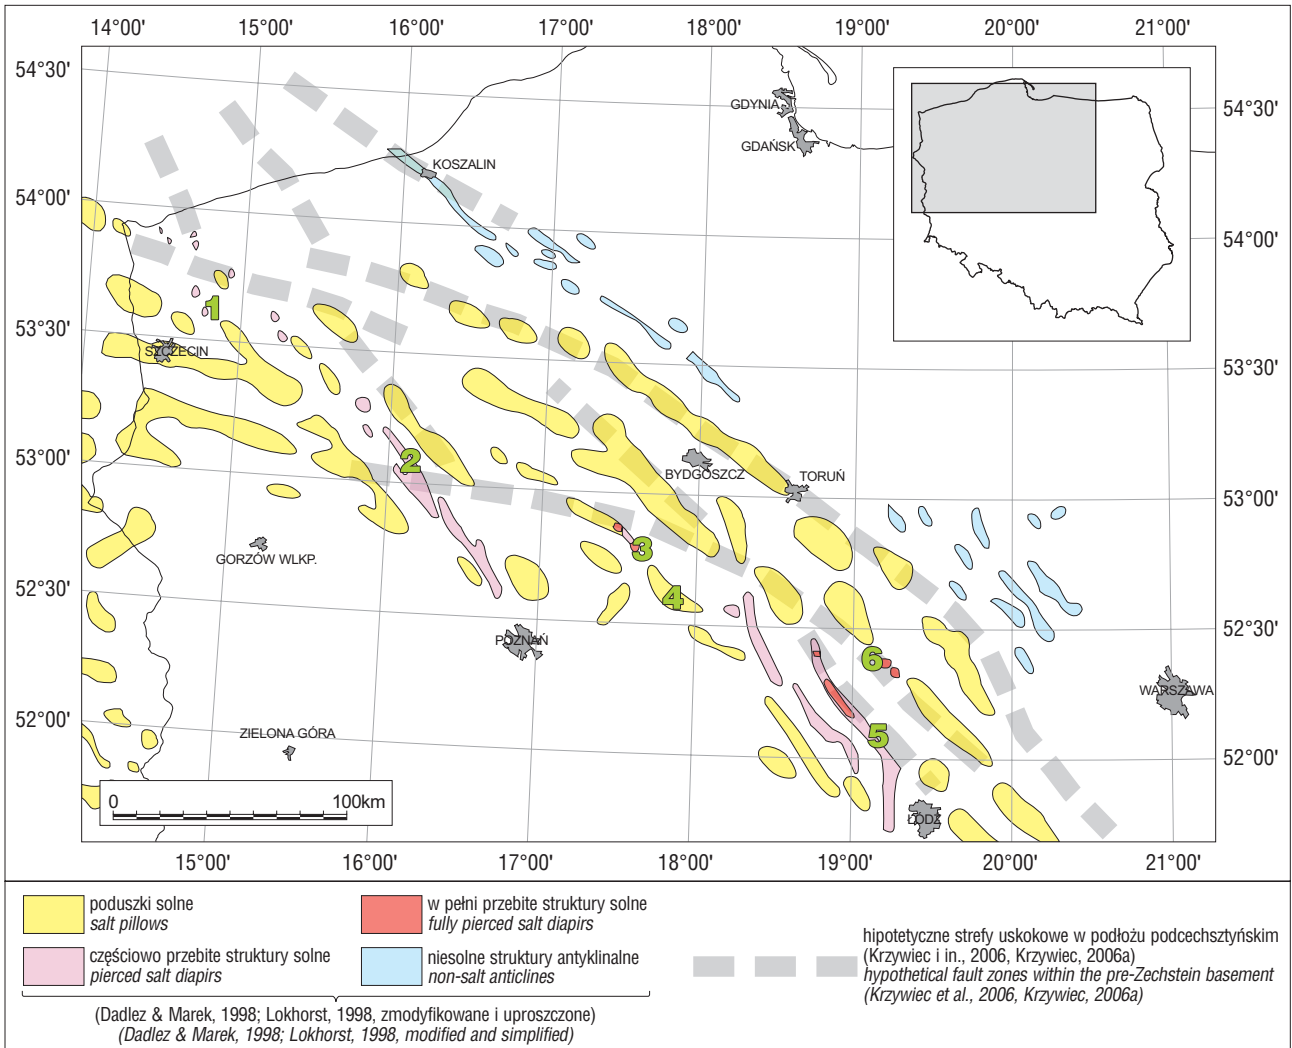 14°00' 15°00' 16°00' 17°00' 18°00' 19°00' 20°00' 21°00'
54°30'
54°00'
53°30'
53°00'
52°30'
52°00'
54°30'
54°00'
53°30'
53°00'
52°30'
52°00'
GDYNIA
GDAŃSK
KOSZALIN
1
SZCZECIN
2
BYDGOSZCZ
TORUŃ
3
GORZÓW WLKP.
4
POZNAŃ
6
WARSZAWA
ZIELONA GÓRA
5
ŁÓDŹ
0 100km
15°00' 16°00' 17°00' 18°00' 19°00' 20°00' 21°00'
poduszki solne
salt pillows
częściowo przebite struktury solne
pierced salt diapirs
w pełni przebite struktury solne
fully pierced salt diapirs
niesolne struktury antyklinalne
non-salt anticlines
(Dadlez & Marek, 1998; Lokhorst, 1998, zmodyfikowane i uproszczone)
(Dadlez & Marek, 1998; Lokhorst, 1998, modified and simplified)
hipotetyczne strefy uskokowe w podłożu podcechsztyńskim
(Krzywiec i in., 2006, Krzywiec, 2006a)
hypothetical fault zones within the pre-Zechstein basement
(Krzywiec et al., 2006, Krzywiec, 2006a)